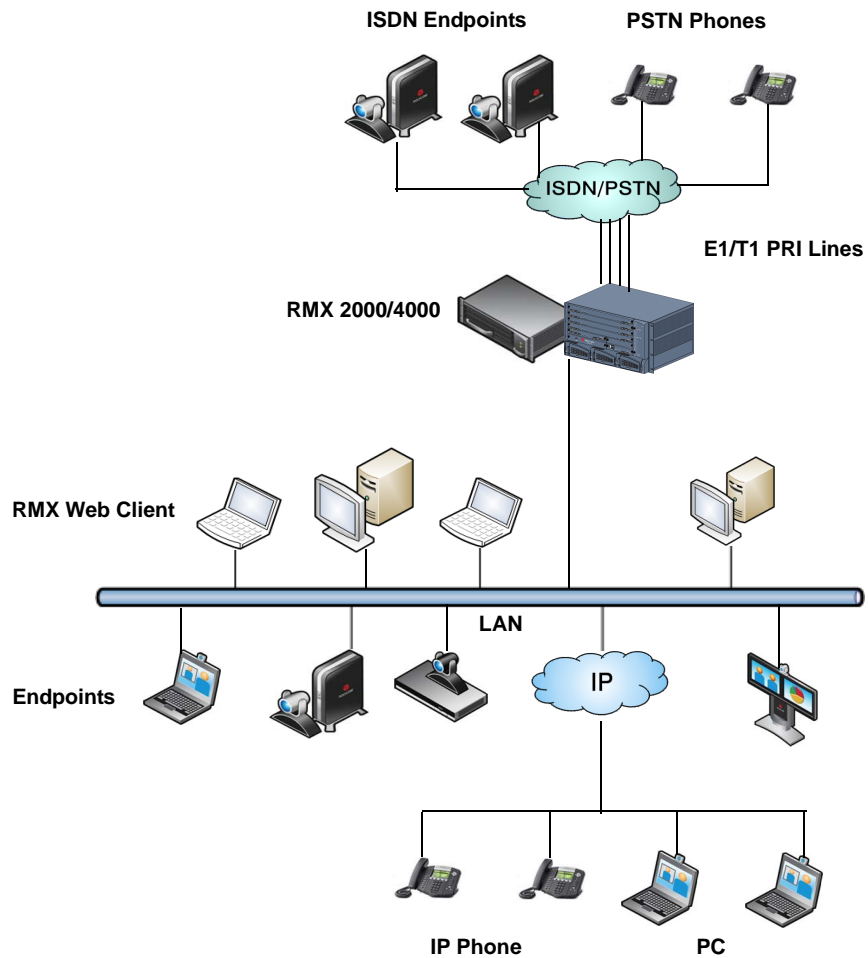 ISDN Endpoints
PSTN Phones
ISDN/PSTN
E1/T1 PRI Lines
RMX 2000/4000
RMX Web Client
LAN
Endpoints
IP
IP Phone
PC